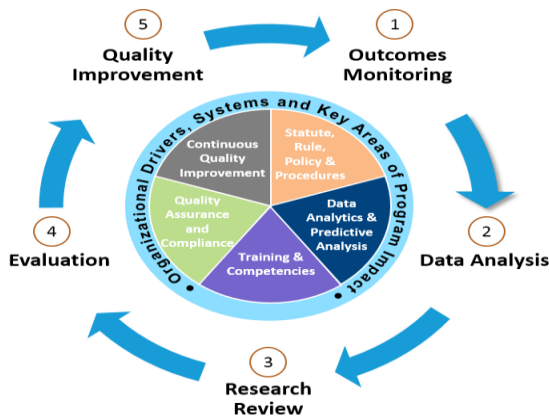 5
Quality
Improvement
1
Outcomes
Monitoring
• Organizational Drivers, Systems and Key Areas of Program Impact •
Continuous
Quality
Improvement
Statute,
Rule,
Policy &
Procedures
Quality
Assurance
and
Compliance
Data
Analytics &
Predictive
Analysis
Training &
Competencies
4
Evaluation
2
Data Analysis
3
Research
Review